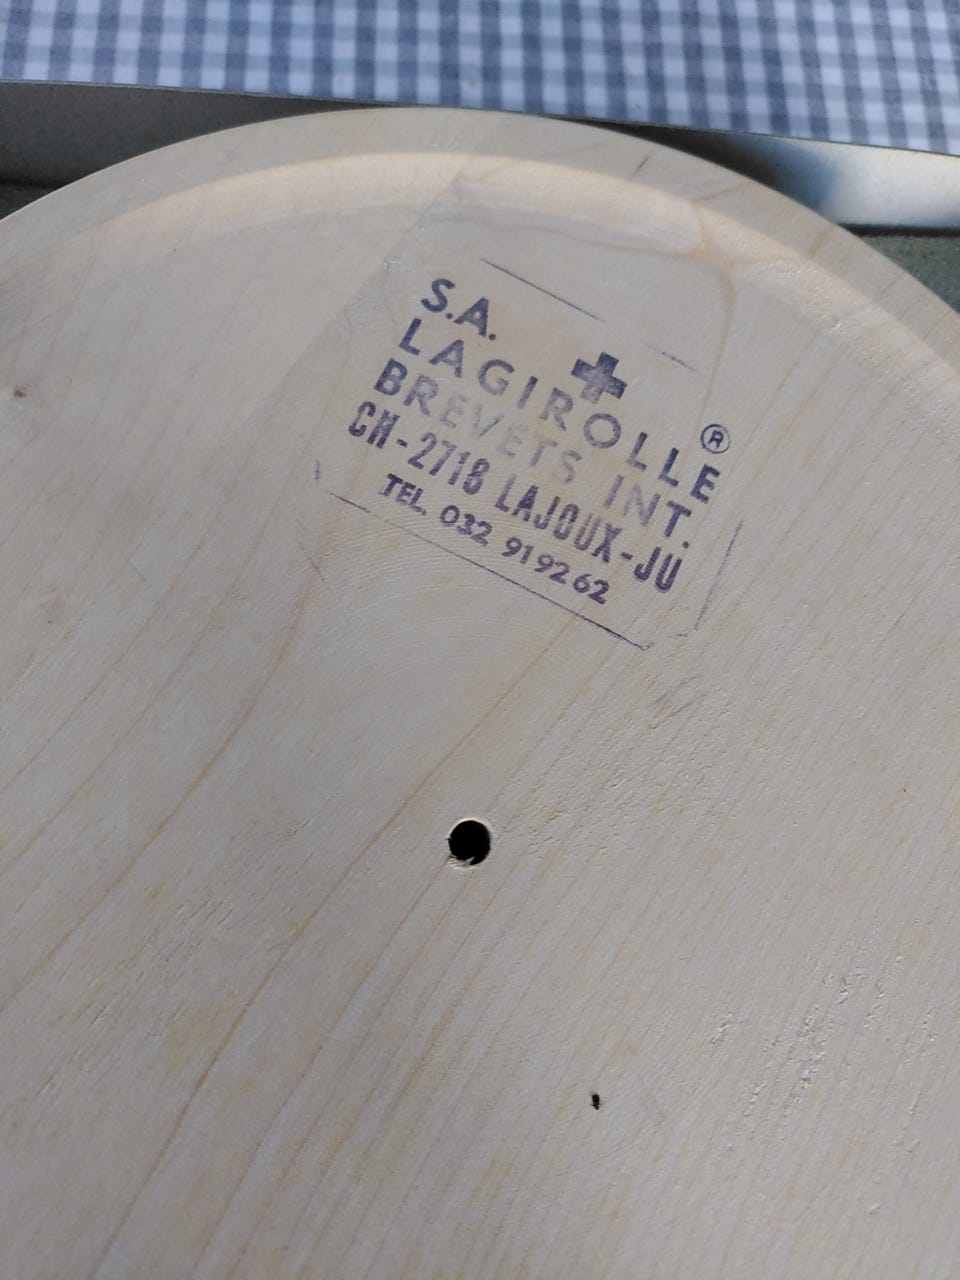 S.A.
LAGIROLLE®
BREVETS INT.
CH-2718 LAJOUX-JU
TEL. 032 919262